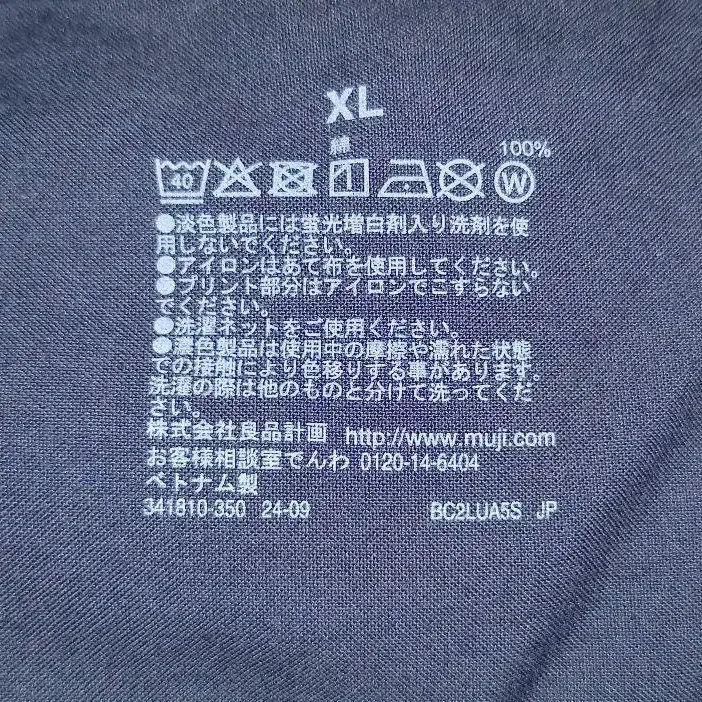 XL
綿 100%
40 W
●淡色製品には蛍光増白剤入り洗剤を使
用しないでください。
●アイロンはあて布を使用してください。
●プリント部分はアイロンでこすらない
でください。
●洗濯ネットをご使用ください。
●濃色製品は使用中の摩擦や濡れた状態
での接触により色移りする事があります。
洗濯の際は他のものと分けて洗ってくだ
さい。
株式会社良品計画 http://www.muji.com
お客様相談室でんわ 0120-14-6404
ベトナム製
341810-350 24-09 BC2LUA5S JP